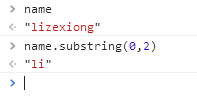 > name
< "lizexiong"
> name.substring(0,2)
< "li"
>